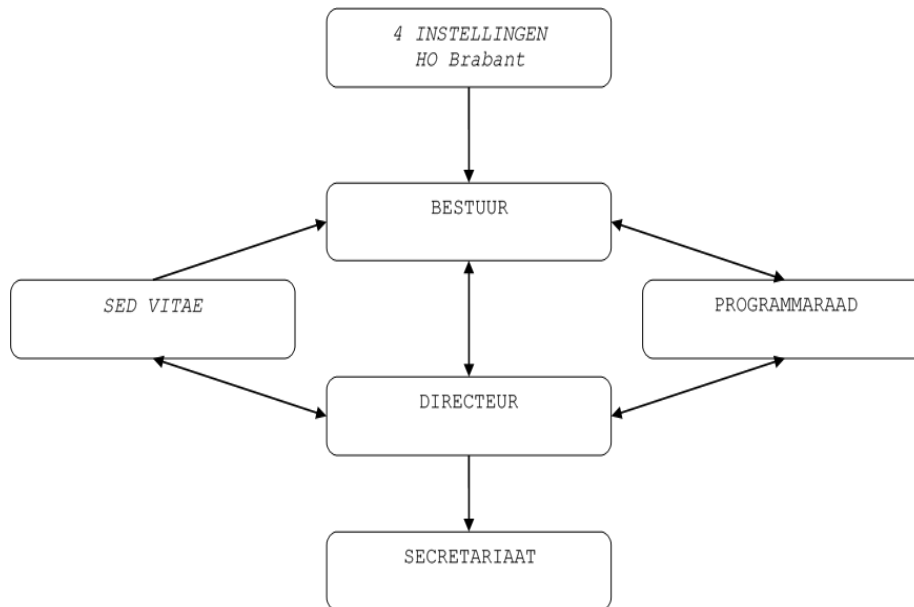 4 INSTELLINGEN
HO Brabant
BESTUUR
SED VITAE
PROGRAMMARAAD
DIRECTEUR
SECRETARIAAT